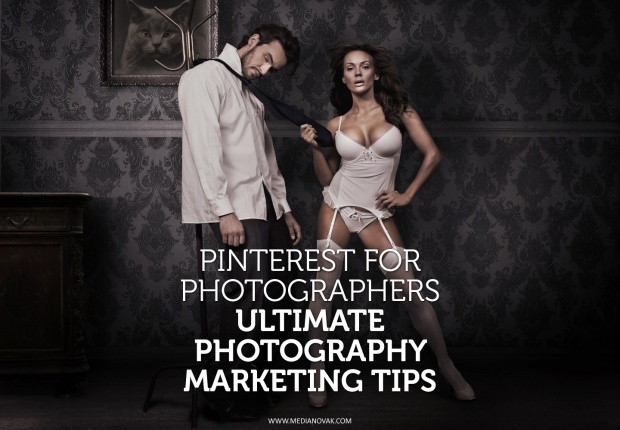 PINTEREST FOR
PHOTOGRAPHERS
ULTIMATE
PHOTOGRAPHY
MARKETING TIPS
WWW.MEDIANOVAK.COM